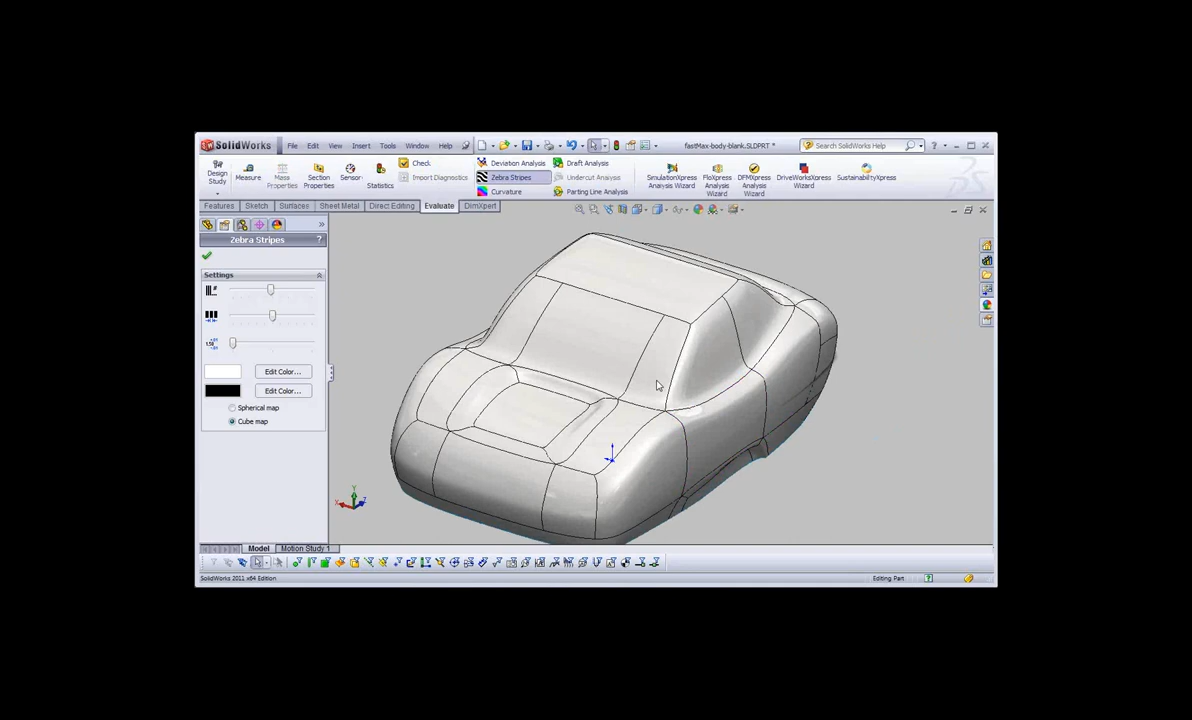 SolidWorks File Edit View Insert Tools Window Help fastMax-body-blank.SLDPRT * Search SolidWorks Help
Design Study
Measure
Mass Properties
Section Properties
Sensor
Statistics
Check
Import Diagnostics
Deviation Analysis
Zebra Stripes
Curvature
Draft Analysis
Undercut Analysis
Parting Line Analysis
SimulationXpress Analysis Wizard
FloXpress Analysis Wizard
DFMXpress Analysis Wizard
DriveWorksXpress Wizard
SustainabilityXpress
Features Sketch Surfaces Sheet Metal Direct Editing Evaluate DimXpert
Zebra Stripes ?
Settings
Edit Color...
Edit Color...
Spherical map
Cube map
Model Motion Study 1
SolidWorks 2011 x64 Edition Editing Part